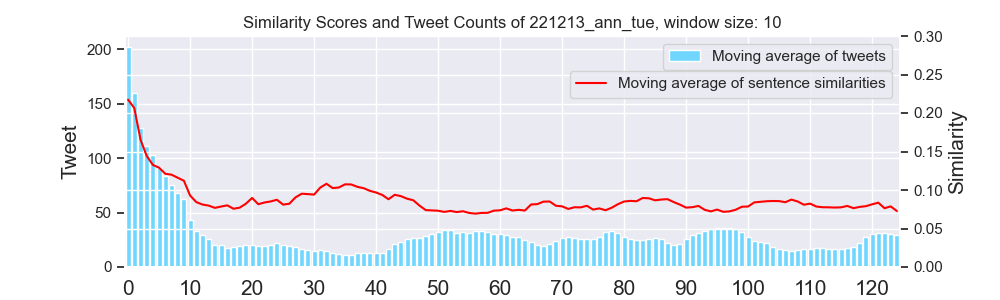 Similarity Scores and Tweet Counts of 221213_ann_tue, window size: 10
Moving average of tweets
Moving average of sentence similarities
Tweet
Similarity
200
150
100
50
0
0.30
0.25
0.20
0.15
0.10
0.05
0.00
0 10 20 30 40 50 60 70 80 90 100 110 120